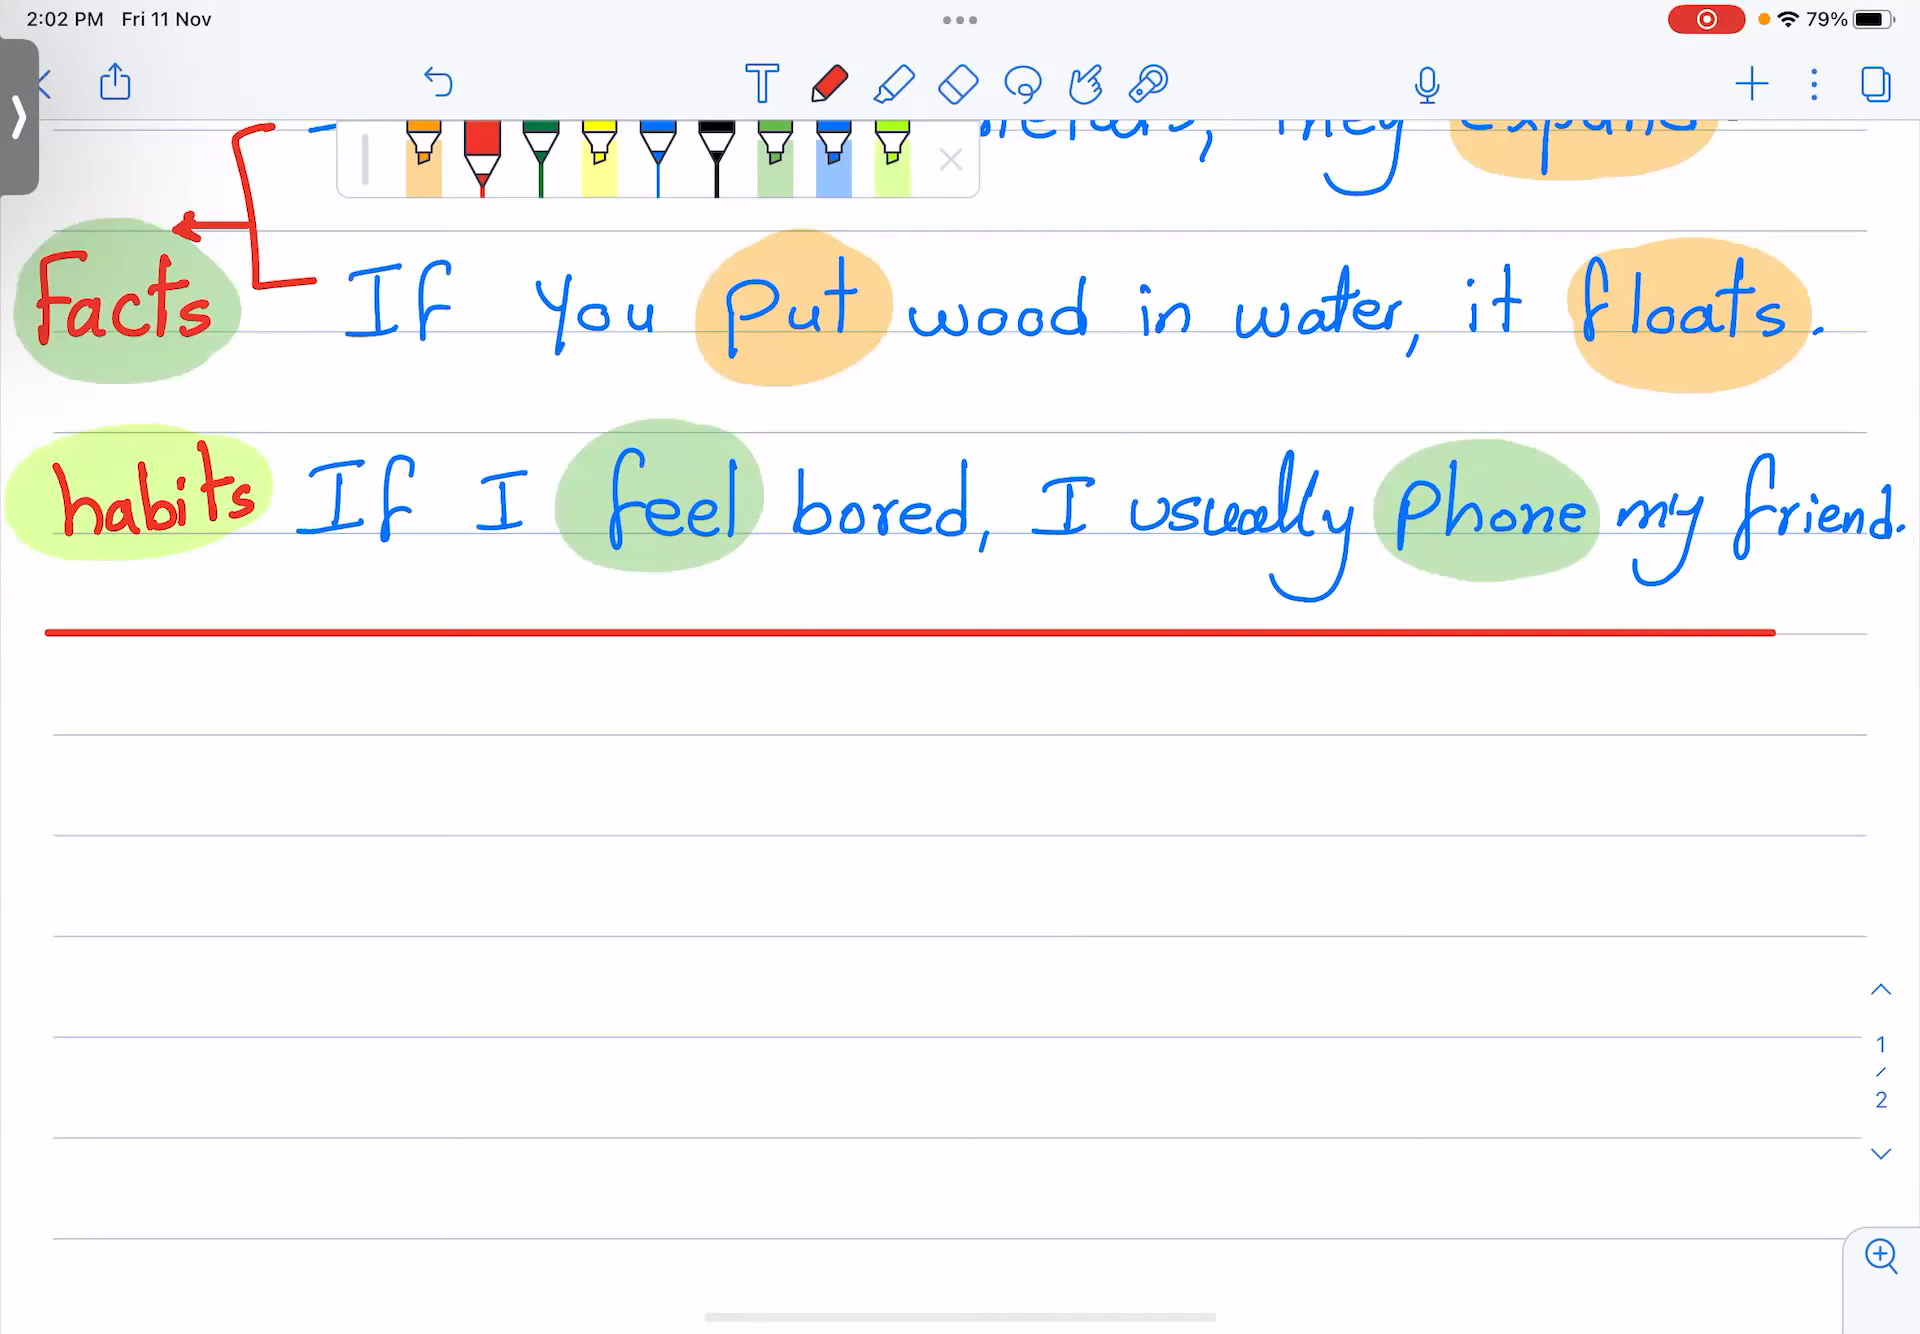 2:02 PM Fri 11 Nov
79%
they expand
Facts If you put wood in water, it floats.
habits If I feel bored, I usually phone my friend.
1
/
2